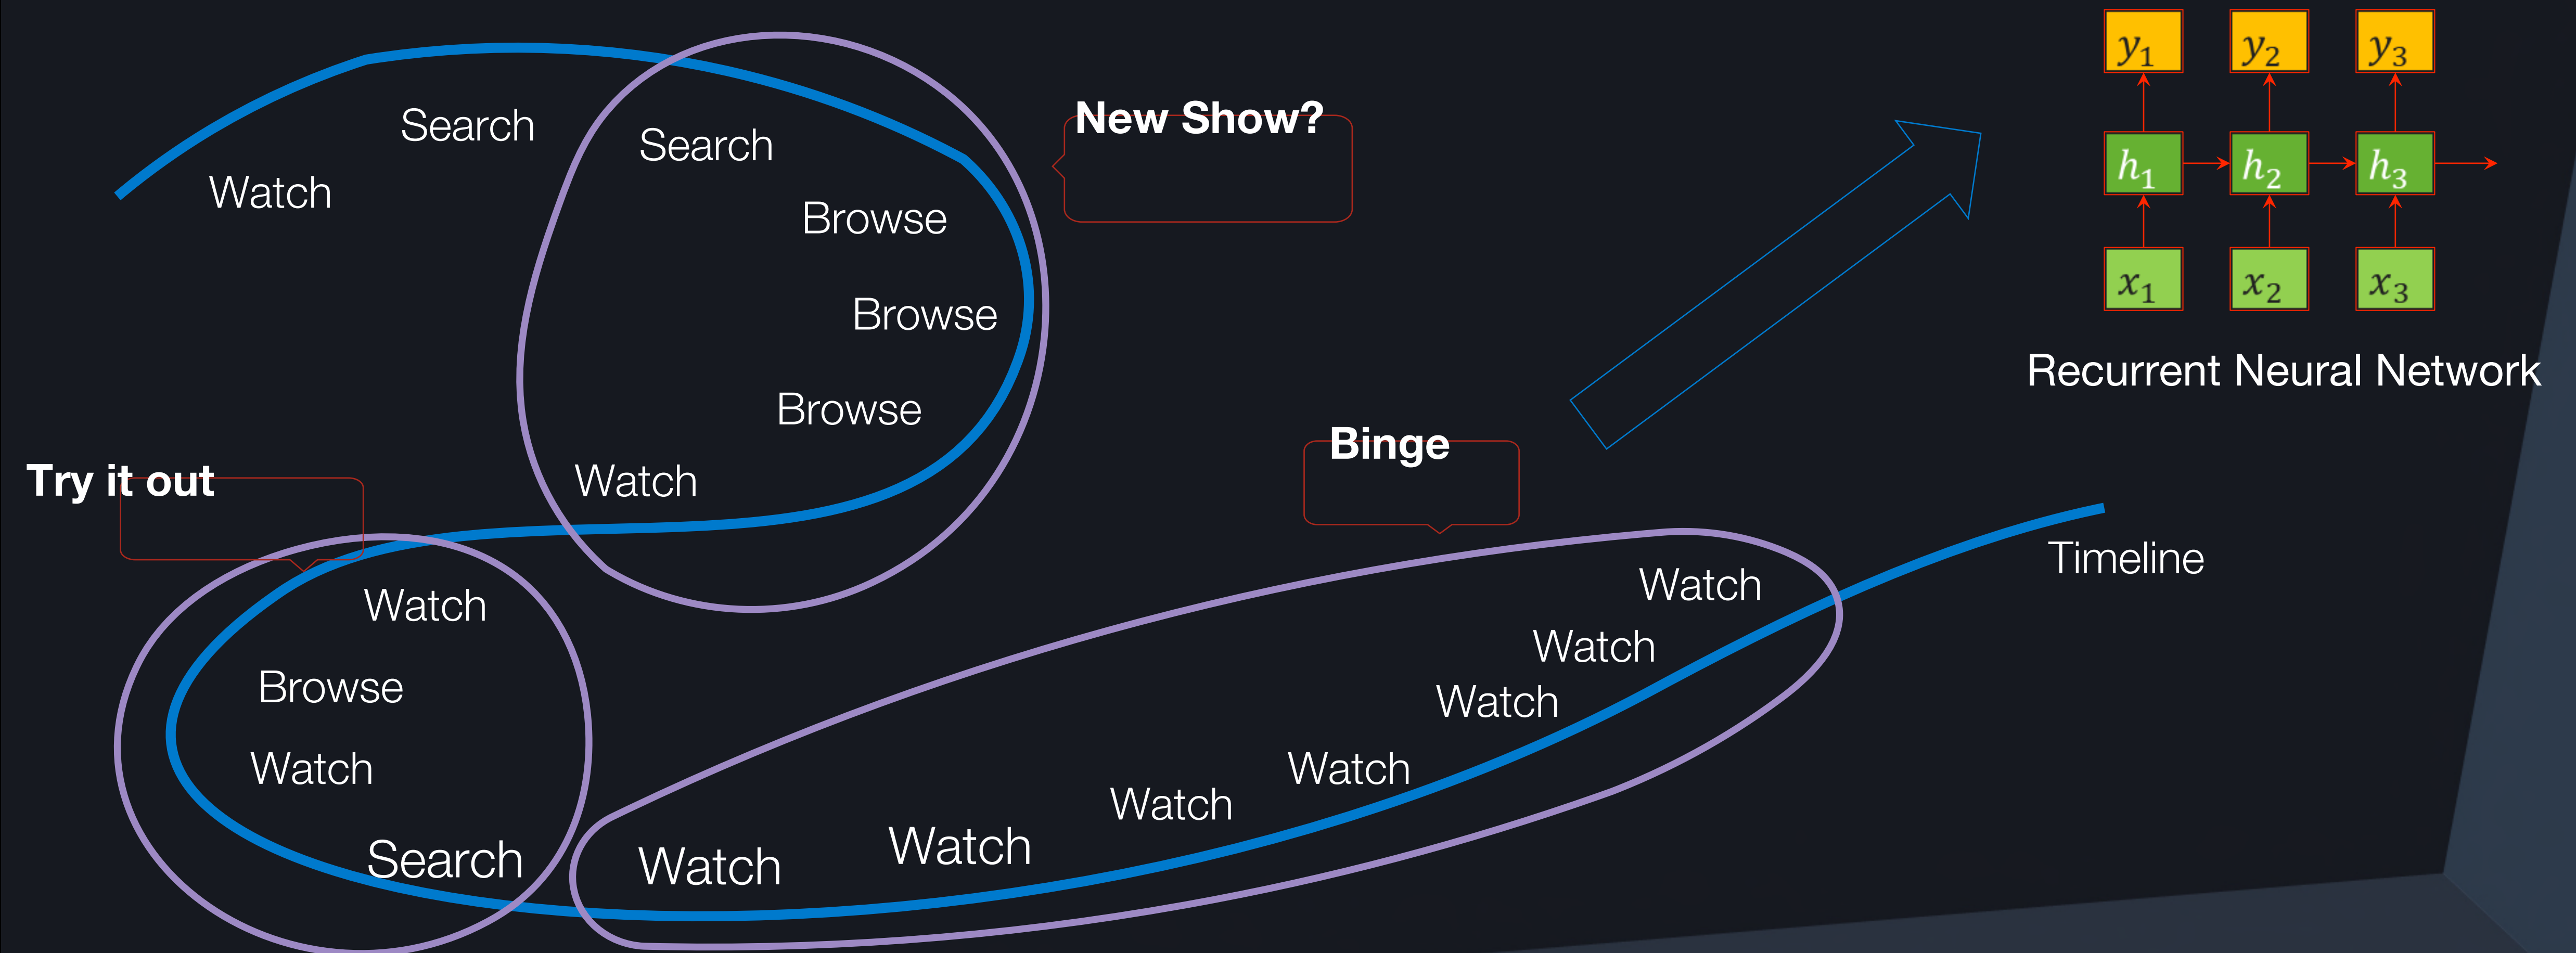 Watch
Search
Search
Browse
Browse
Browse
Watch
New Show?
Try it out
Watch
Browse
Watch
Search
Binge
Watch
Watch
Watch
Watch
Watch
Watch
Watch
Timeline
y₁ y₂ y₃
h₁ h₂ h₃
x₁ x₂ x₃
Recurrent Neural Network